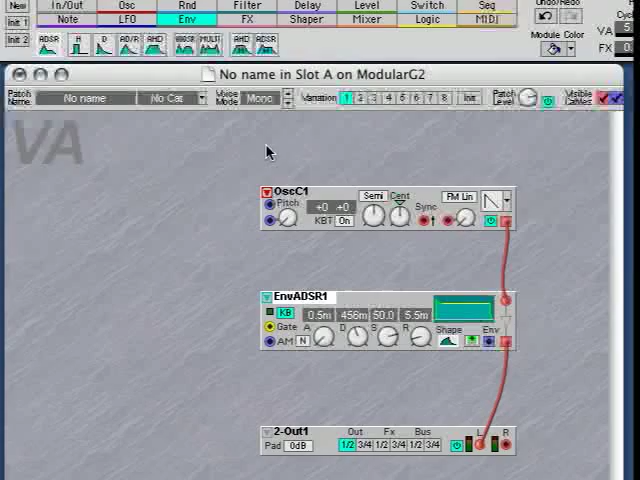 New In/Out Osc Rnd Filter Delay Level Switch Seq Undo/Redo Cycl
Init 1 Note LFO Env FX Shaper Mixer Logic MIDI VA 5
Init 2 ADSR H D AD/R AHD MULTI AHD ADSR Module Color FX 0
No name in Slot A on ModularG2
Patch Name No name No Cat Voice Mode Mono Variation 1 2 3 4 5 6 7 8 Init Patch Level Visible Cables
VA
OscC1
Pitch +0 +0 Semi Cent Sync FM Lin
KBT On
EnvADSR1
KB 0.5m 456m 50.0 5.5m
Gate A D S R Shape Env
AM N
2-Out1 Out Fx Bus L R
Pad 0dB 1/2 3/4 1/2 3/4 1/2 3/4